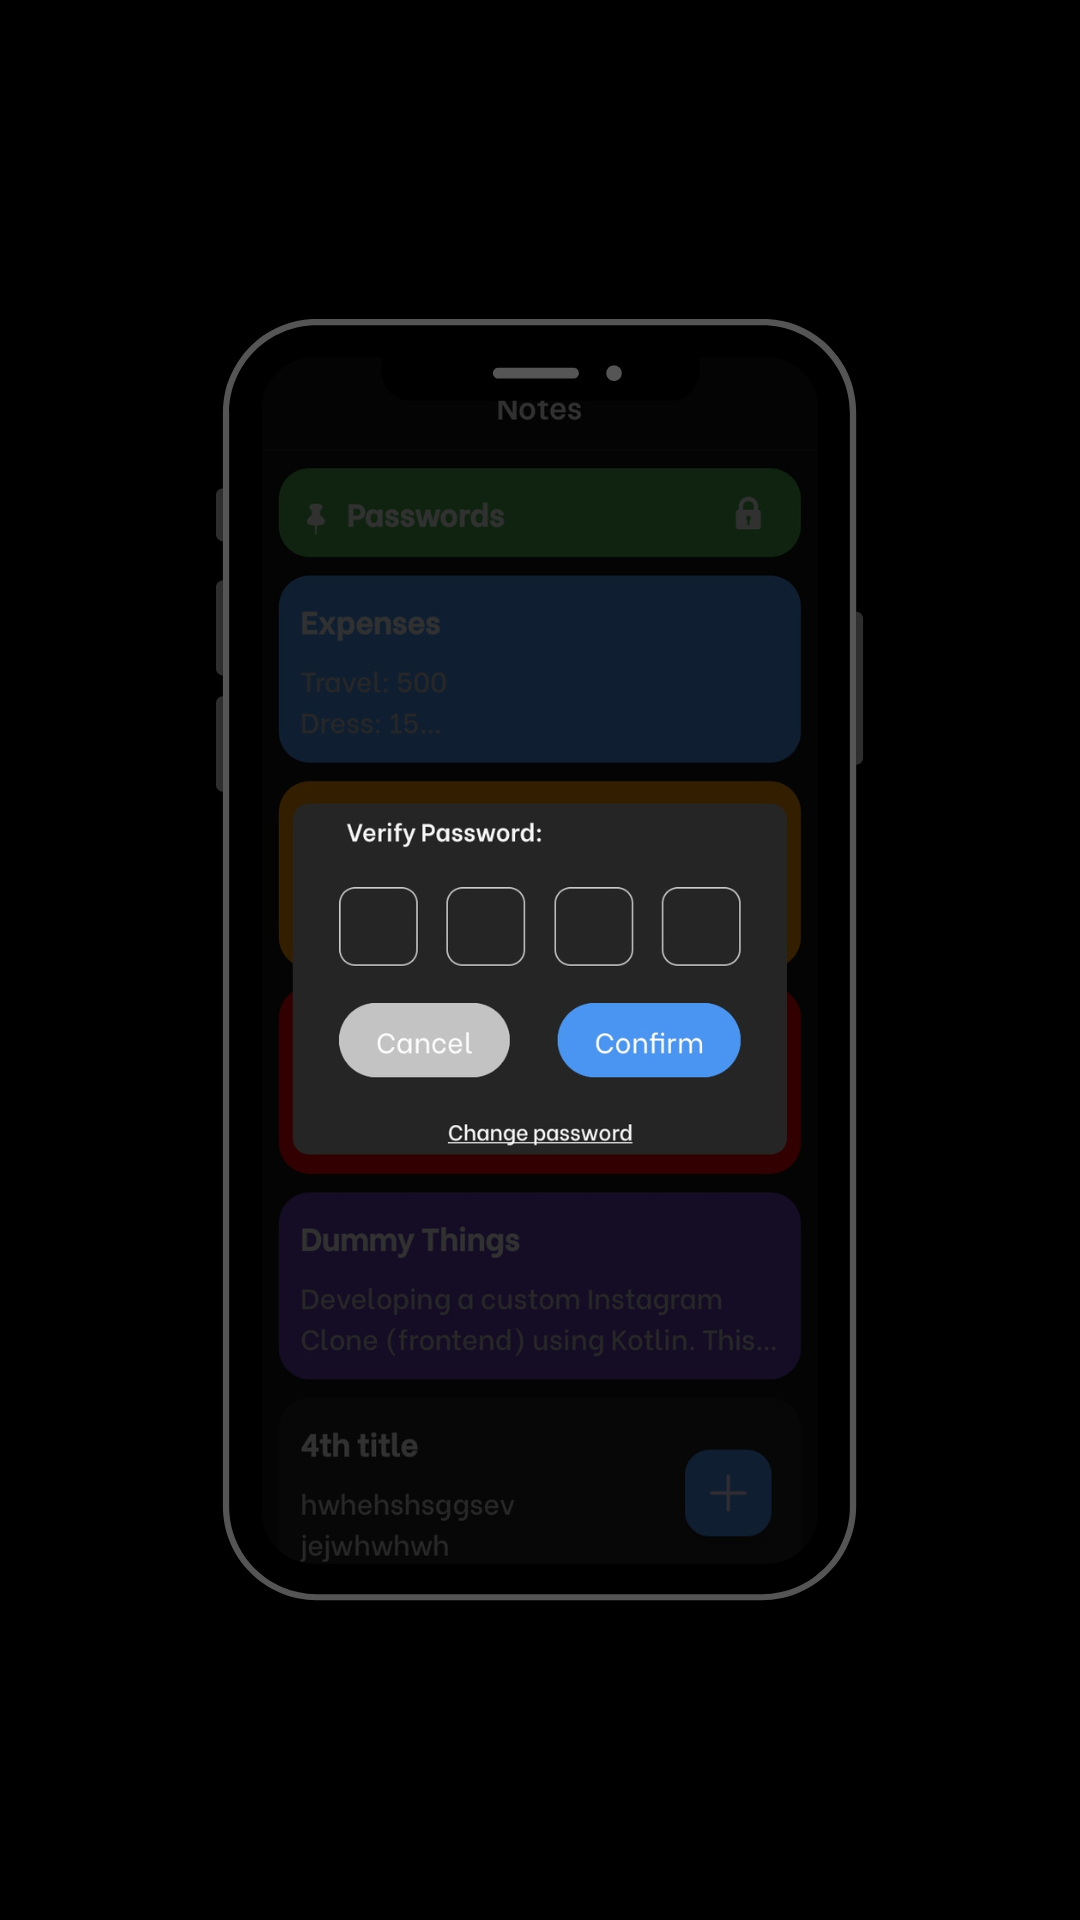 Notes
Passwords
Expenses
Travel: 500
Dress: 15...
Verify Password:
Cancel
Confirm
Change password
Dummy Things
Developing a custom Instagram
Clone (frontend) using Kotlin. This...
4th title
hwhehshsggsev
jejwhwhwh